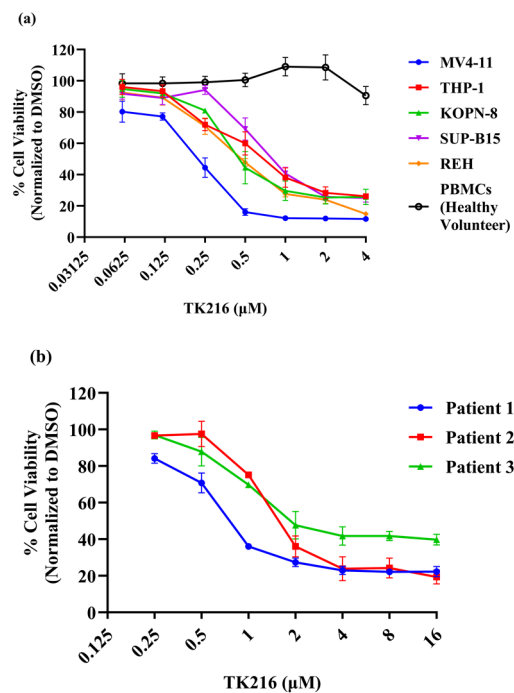 (a)
% Cell Viability
(Normalized to DMSO)
120
100
80
60
40
20
0
0.03125
0.0625
0.125
0.25
0.5
1
2
4
TK216 (μM)
MV4-11
THP-1
KOPN-8
SUP-B15
REH
PBMCs
(Healthy
Volunteer)
(b)
% Cell Viability
(Normalized to DMSO)
120
100
80
60
40
20
0
0.125
0.25
0.5
1
2
4
8
16
TK216 (μM)
Patient 1
Patient 2
Patient 3